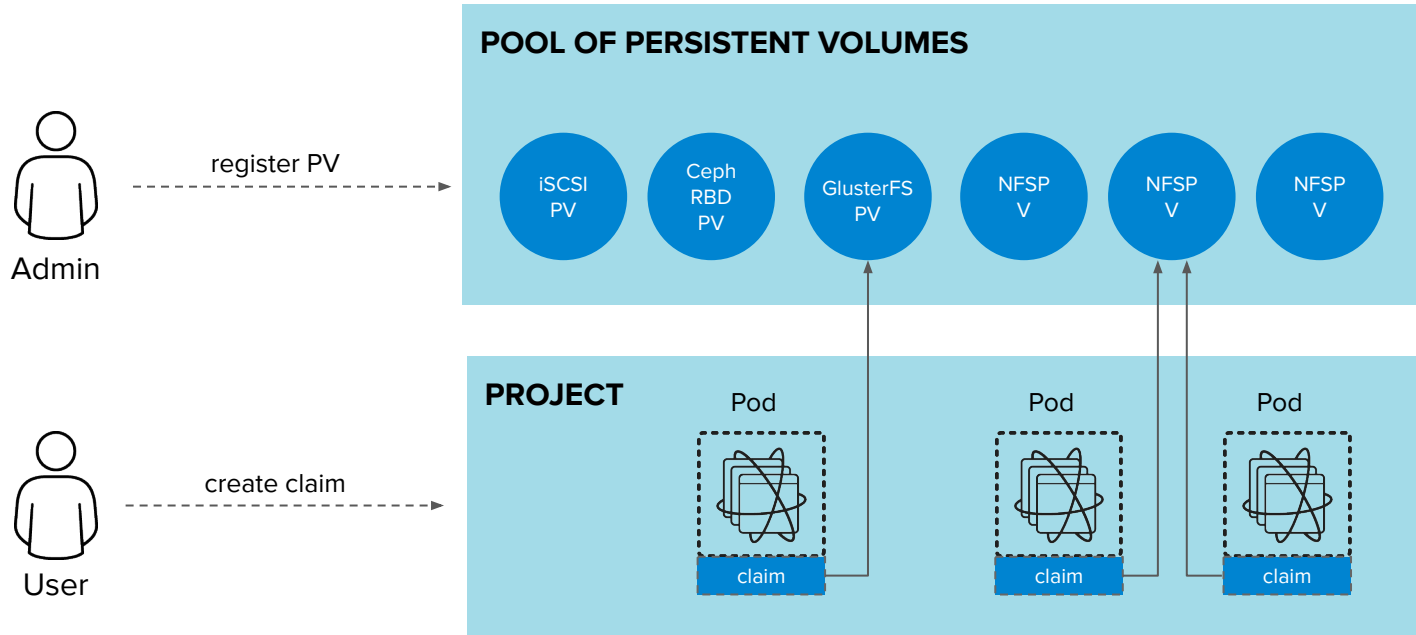 POOL OF PERSISTENT VOLUMES
register PV
Admin
iSCSI
PV
Ceph
RBD
PV
GlusterFS
PV
NFSP
V
NFSP
V
NFSP
V
PROJECT
create claim
User
Pod
claim
Pod
claim
Pod
claim